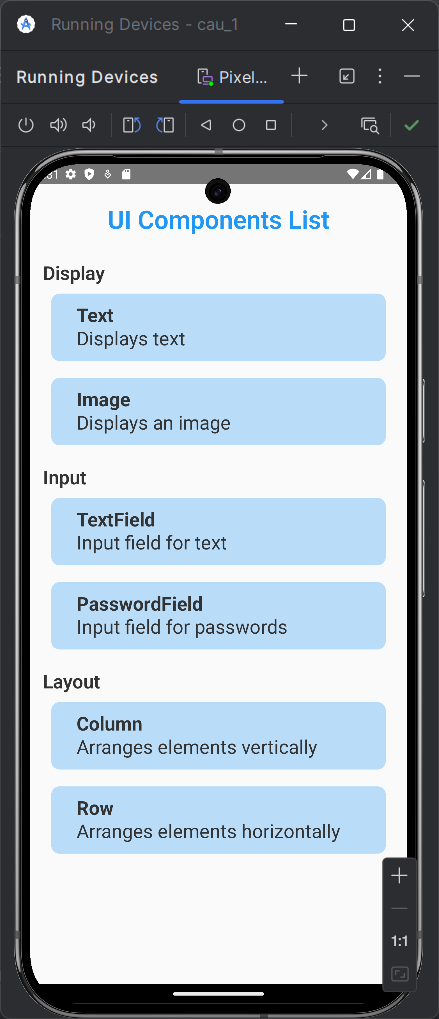 Running Devices - cau_1
Running Devices
Pixel...
UI Components List
Display
Text
Displays text
Image
Displays an image
Input
TextField
Input field for text
PasswordField
Input field for passwords
Layout
Column
Arranges elements vertically
Row
Arranges elements horizontally
1:1